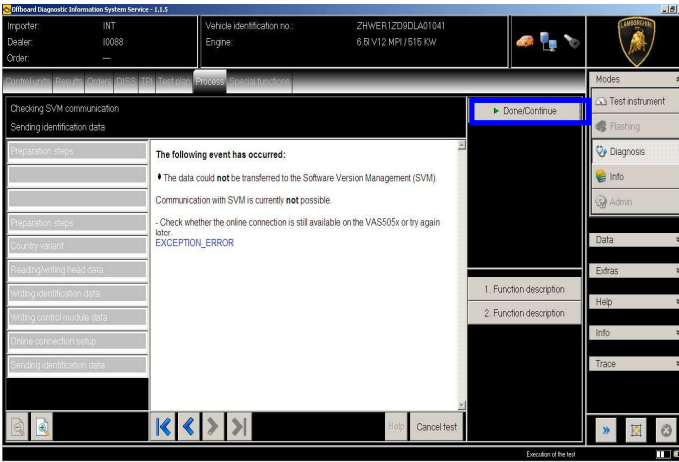 Offboard Diagnostic Information System Service - 1.1.5
Importer: INT
Dealer: I0088
Order: —
Vehicle identification no.: ZHWER1ZD9DLA01041
Engine: 6.5l V12 MPI / 515 KW
LAMBORGHINI
Control units Results Orders DISS TPI Test plan Process Special functions
Checking SVM communication
Sending identification data
Done/Continue
Preparation steps
Preparation steps
Country variant
Reading/writing head data
Writing identification data
Writing control module data
Online connection setup
Sending identification data
The following event has occurred:
The data could not be transferred to the Software Version Management (SVM).
Communication with SVM is currently not possible.
- Check whether the online connection is still available on the VAS505x or try again
later.
EXCEPTION_ERROR
1. Function description
2. Function description
Help
Cancel test
Modes
Test instrument
Flashing
Diagnosis
Info
Admin
Data
Extras
Help
Info
Trace
Execution of the test